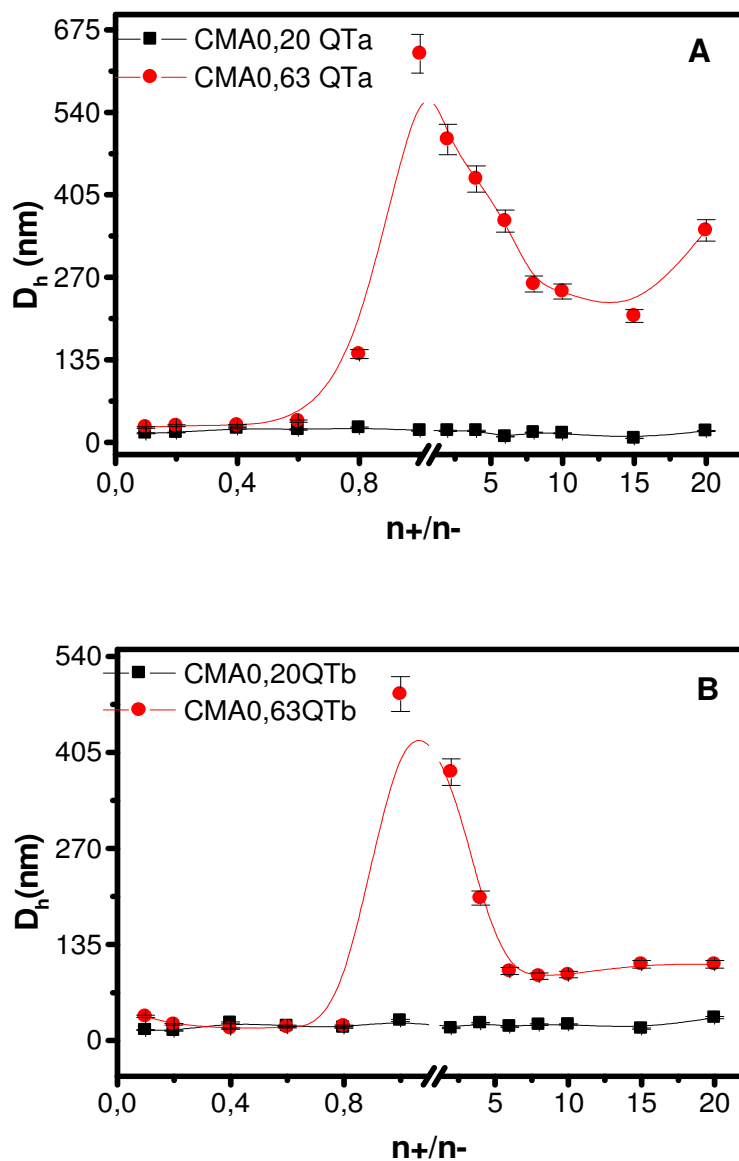 CMA0,20 QTa
CMA0,63 QTa
A
675
540
405
270
135
0
D_h (nm)
0,0 0,4 0,8 5 10 15 20
n+/n-
CMA0,20QTb
CMA0,63QTb
B
540
405
270
135
0
D_h(nm)
0,0 0,4 0,8 5 10 15 20
n+/n-